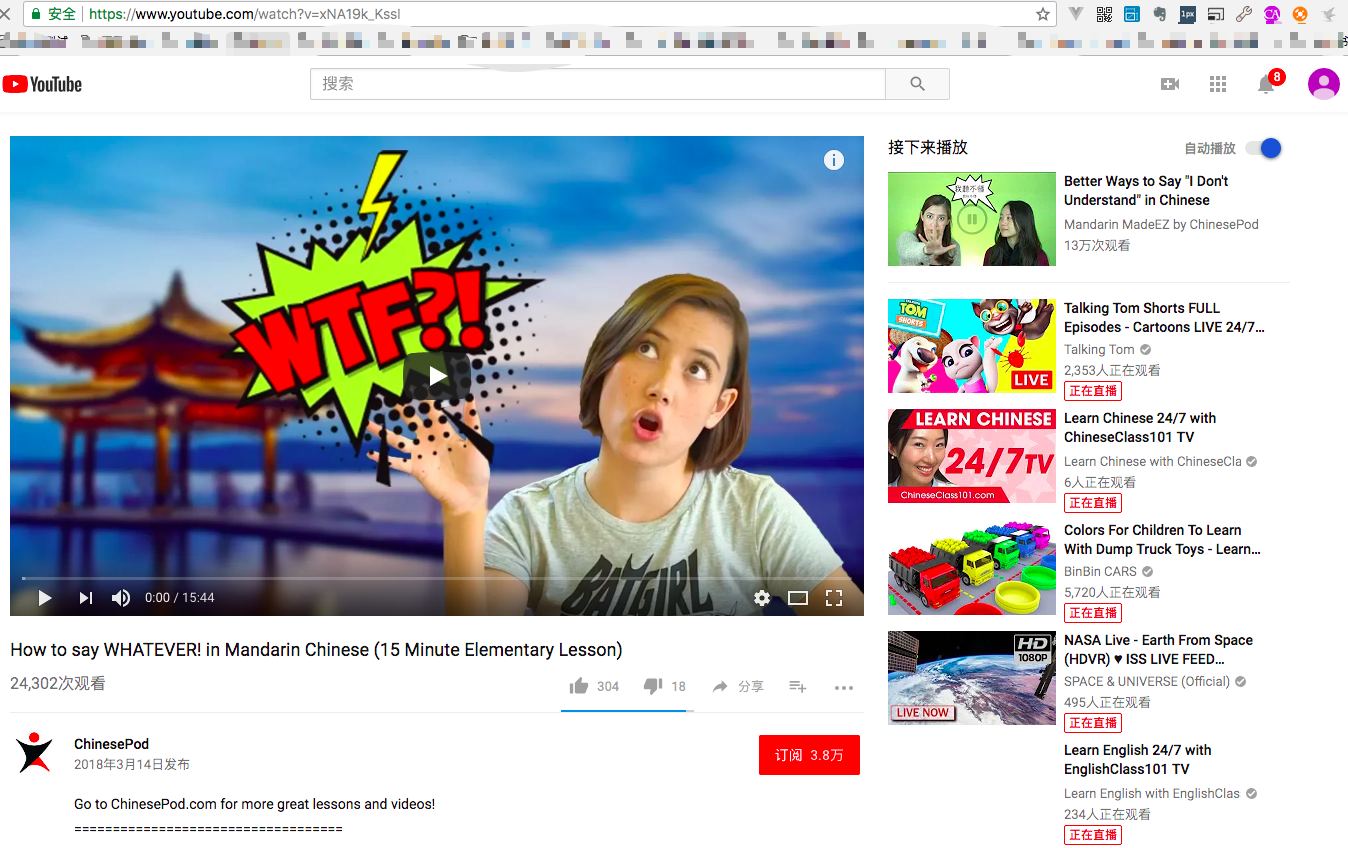 安全
https://www.youtube.com/watch?v=xNA19k_KssI
1px
CA
YouTube
搜索
8
WTF?!
BATGIRL
0:00 / 15:44
How to say WHATEVER! in Mandarin Chinese (15 Minute Elementary Lesson)
24,302次观看
304
18
分享
ChinesePod
2018年3月14日发布
订阅 3.8万
Go to ChinesePod.com for more great lessons and videos!
===================================
接下来播放
自动播放
我聽不懂
Better Ways to Say "I Don't
Understand" in Chinese
Mandarin MadeEZ by ChinesePod
13万次观看
TALKING
TOM
SHORTS
LIVE
Talking Tom Shorts FULL
Episodes - Cartoons LIVE 24/7...
Talking Tom
2,353人正在观看
正在直播
LEARN CHINESE
24/7TV
ChineseClass101.com
Learn Chinese 24/7 with
ChineseClass101 TV
Learn Chinese with ChineseCla
6人正在观看
正在直播
Colors For Children To Learn
With Dump Truck Toys - Learn...
BinBin CARS
5,720人正在观看
正在直播
HD
1080P
LIVE NOW
NASA Live - Earth From Space
(HDVR) ♥ ISS LIVE FEED...
SPACE & UNIVERSE (Official)
495人正在观看
正在直播
Learn English 24/7 with
EnglishClass101 TV
Learn English with EnglishClas
234人正在观看
正在直播